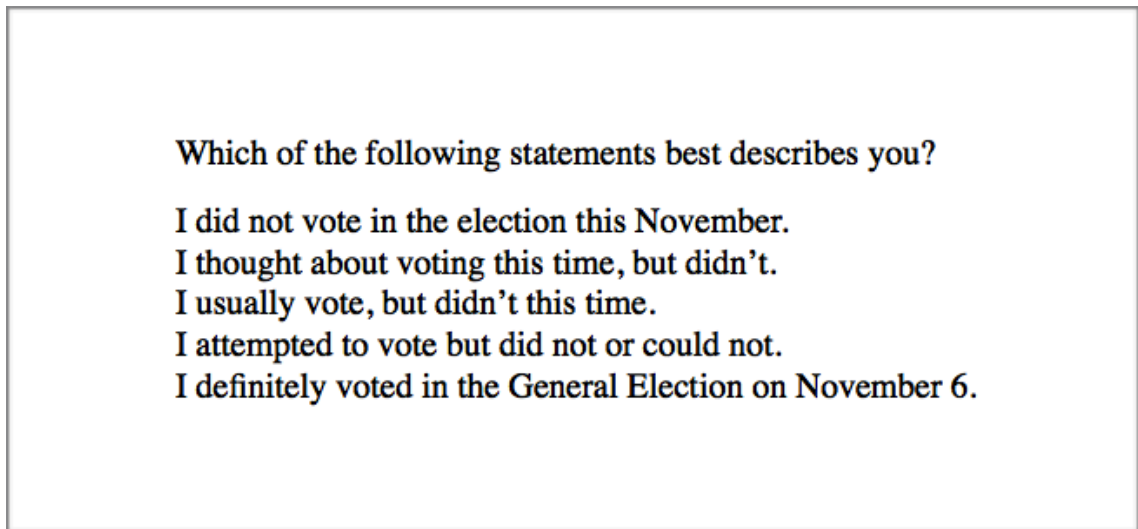 Which of the following statements best describes you?
I did not vote in the election this November.
I thought about voting this time, but didn’t.
I usually vote, but didn’t this time.
I attempted to vote but did not or could not.
I definitely voted in the General Election on November 6.